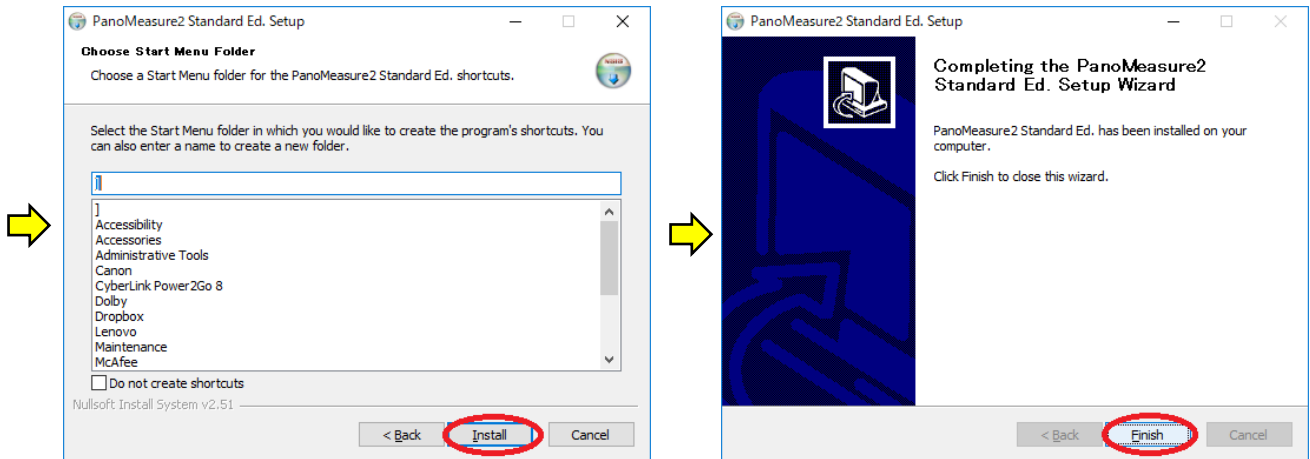 PanoMeasure2 Standard Ed. Setup
Choose Start Menu Folder
Choose a Start Menu folder for the PanoMeasure2 Standard Ed. shortcuts.
Select the Start Menu folder in which you would like to create the program's shortcuts. You
can also enter a name to create a new folder.
]
]
Accessibility
Accessories
Administrative Tools
Canon
CyberLink Power2Go 8
Dolby
Dropbox
Lenovo
Maintenance
McAfee
Do not create shortcuts
Nullsoft Install System v2.51
< Back
Install
Cancel
PanoMeasure2 Standard Ed. Setup
Completing the PanoMeasure2
Standard Ed. Setup Wizard
PanoMeasure2 Standard Ed. has been installed on your
computer.
Click Finish to close this wizard.
< Back
Finish
Cancel